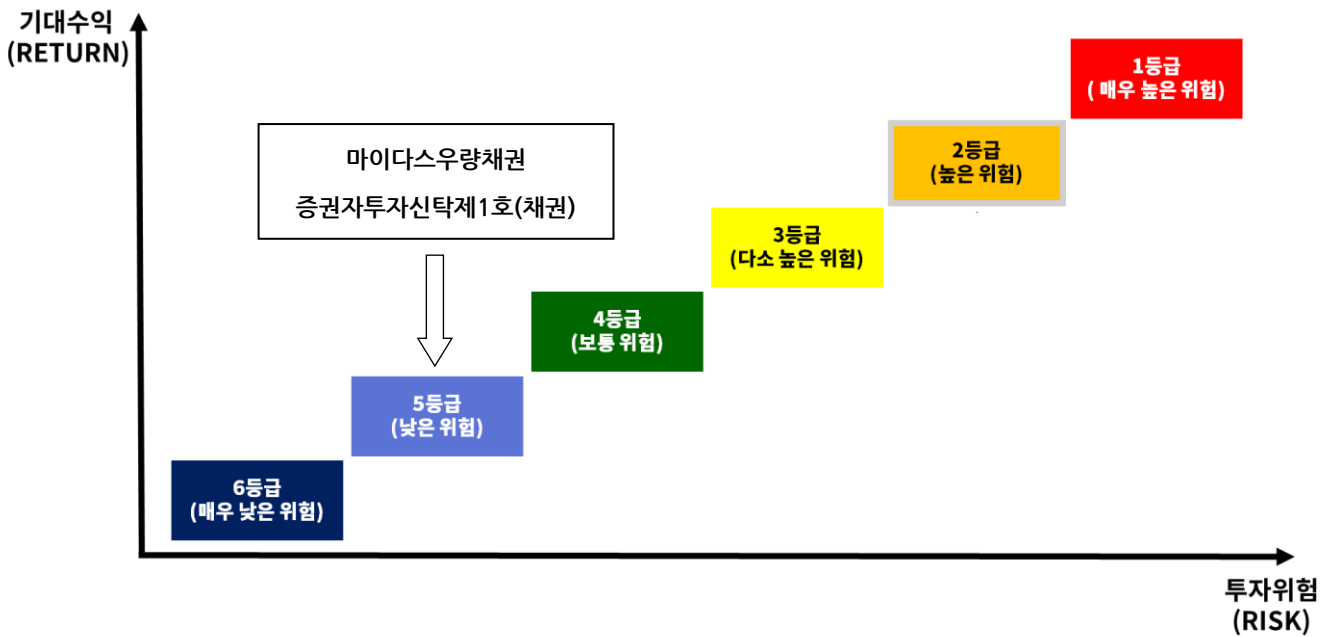 기대수익
(RETURN)
1등급
( 매우 높은 위험)
2등급
(높은 위험)
마이다스우량채권
증권자투자신탁제1호(채권)
3등급
(다소 높은 위험)
4등급
(보통 위험)
5등급
(낮은 위험)
6등급
(매우 낮은 위험)
투자위험
(RISK)